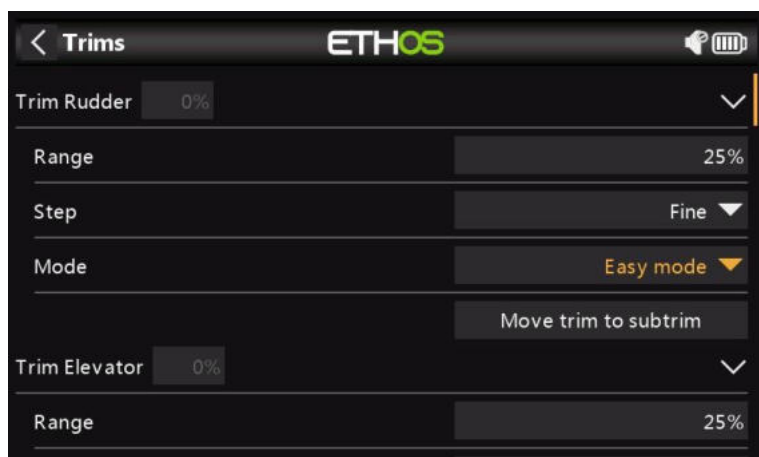 Trims ETHOS
Trim Rudder 0%
Range 25%
Step Fine
Mode Easy mode
Move trim to subtrim
Trim Elevator 0%
Range 25%